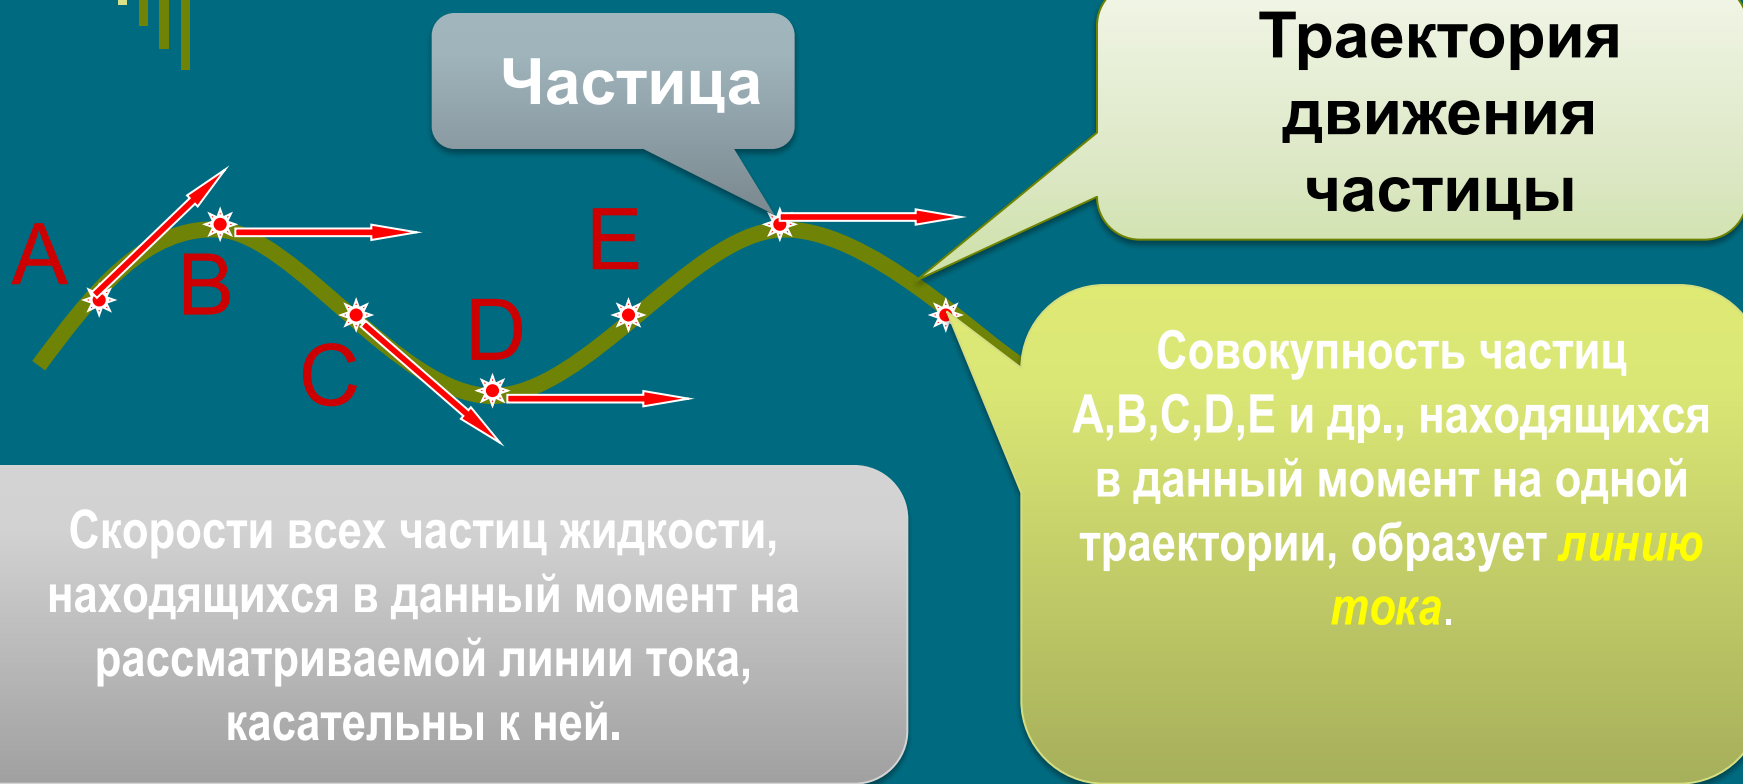 Частица
Траектория
движения
частицы
A
B
C
D
E
Совокупность частиц
A,B,C,D,E и др., находящихся
в данный момент на одной
траектории, образует линию
тока.
Скорости всех частиц жидкости,
находящихся в данный момент на
рассматриваемой линии тока,
касательны к ней.